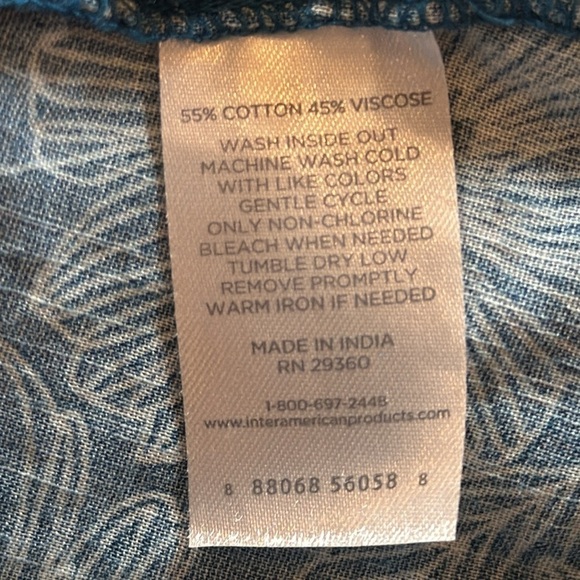 55% COTTON 45% VISCOSE
WASH INSIDE OUT
MACHINE WASH COLD
WITH LIKE COLORS
GENTLE CYCLE
ONLY NON-CHLORINE
BLEACH WHEN NEEDED
TUMBLE DRY LOW
REMOVE PROMPTLY
WARM IRON IF NEEDED
MADE IN INDIA
RN 29360
1-800-697-2448
www.interamericanproducts.com
8 88068 56058 8